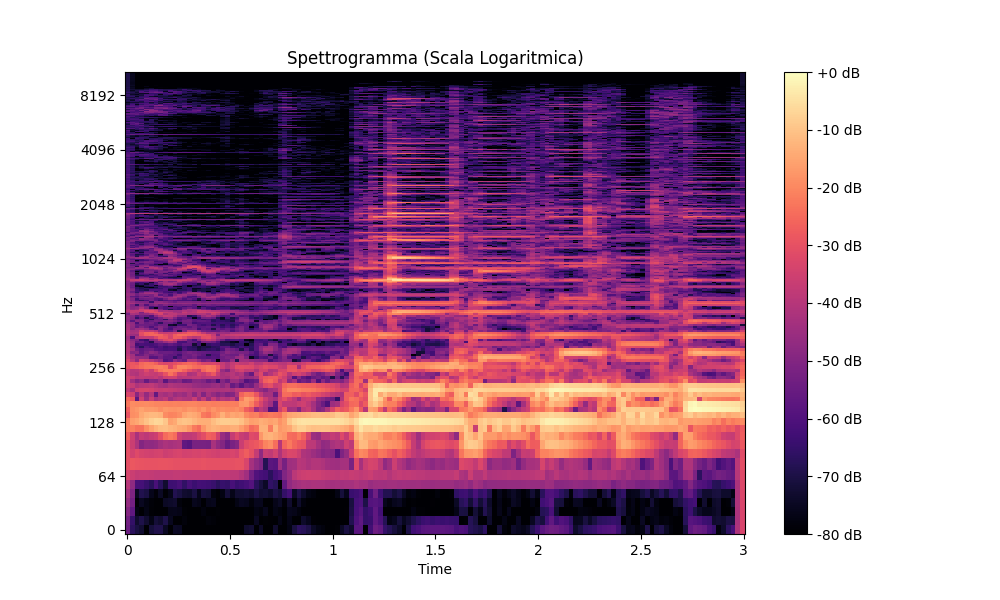 Spettrogramma (Scala Logaritmica)
Hz
8192
4096
2048
1024
512
256
128
64
0
0 0.5 1 1.5 2 2.5 3
Time
+0 dB
-10 dB
-20 dB
-30 dB
-40 dB
-50 dB
-60 dB
-70 dB
-80 dB